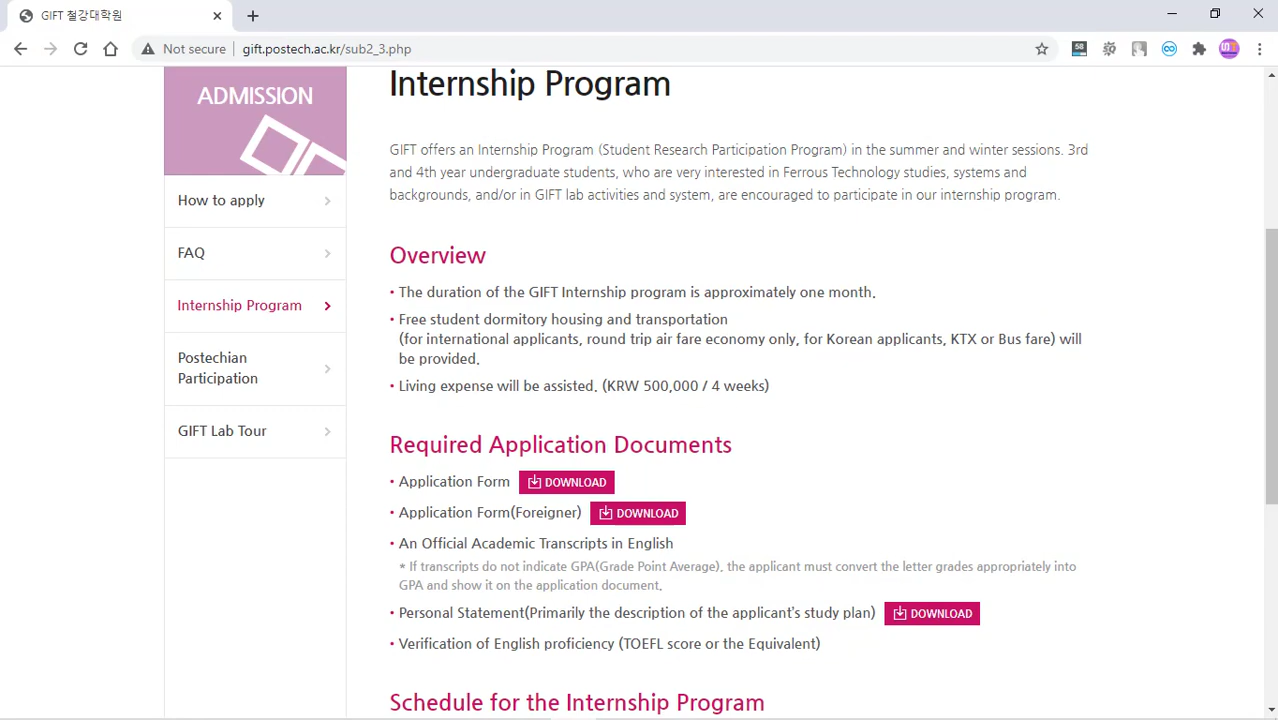 GIFT 철강대학원
Not secure
gift.postech.ac.kr/sub2_3.php
58
ADMISSION
How to apply
FAQ
Internship Program
Postechian
Participation
GIFT Lab Tour
Internship Program
GIFT offers an Internship Program (Student Research Participation Program) in the summer and winter sessions. 3rd
and 4th year undergraduate students, who are very interested in Ferrous Technology studies, systems and
backgrounds, and/or in GIFT lab activities and system, are encouraged to participate in our internship program.
Overview
• The duration of the GIFT Internship program is approximately one month.
• Free student dormitory housing and transportation
(for international applicants, round trip air fare economy only, for Korean applicants, KTX or Bus fare) will
be provided.
• Living expense will be assisted. (KRW 500,000 / 4 weeks)
Required Application Documents
• Application Form DOWNLOAD
• Application Form(Foreigner) DOWNLOAD
• An Official Academic Transcripts in English
* If transcripts do not indicate GPA(Grade Point Average), the applicant must convert the letter grades appropriately into
GPA and show it on the application document.
• Personal Statement(Primarily the description of the applicant's study plan) DOWNLOAD
• Verification of English proficiency (TOEFL score or the Equivalent)
Schedule for the Internship Program